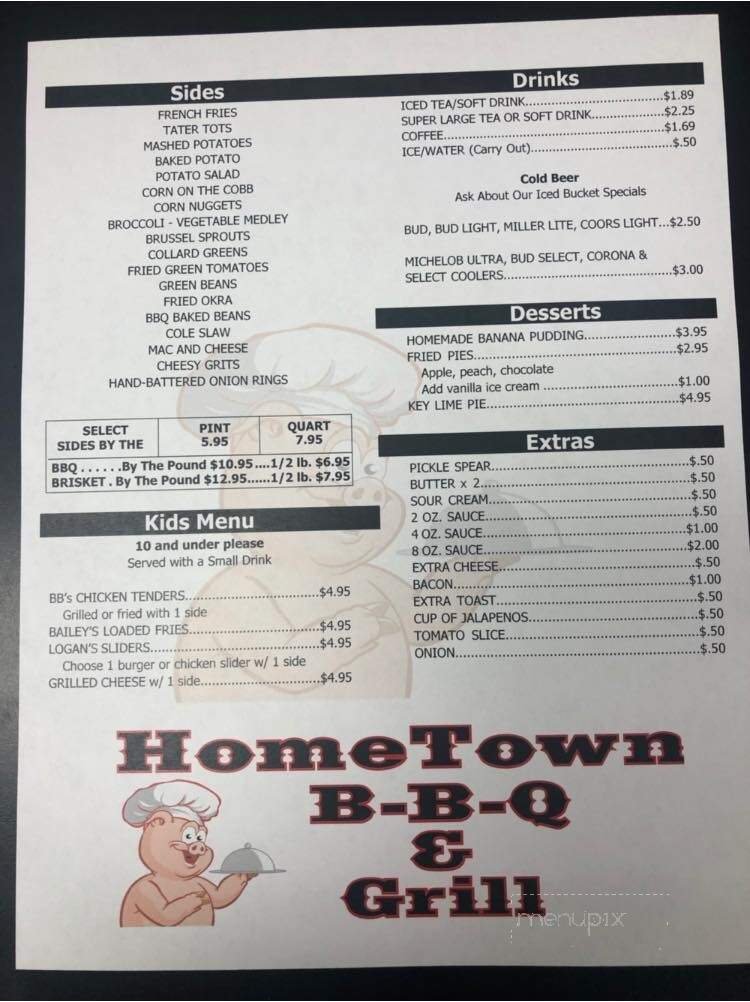 Sides
FRENCH FRIES
TATER TOTS
MASHED POTATOES
BAKED POTATO
POTATO SALAD
CORN ON THE COBB
CORN NUGGETS
BROCCOLI - VEGETABLE MEDLEY
BRUSSEL SPROUTS
COLLARD GREENS
FRIED GREEN TOMATOES
GREEN BEANS
FRIED OKRA
BBQ BAKED BEANS
COLE SLAW
MAC AND CHEESE
CHEESY GRITS
HAND-BATTERED ONION RINGS
SELECT SIDES BY THE
PINT 5.95
QUART 7.95
BBQ . . . . . .By The Pound $10.95....1/2 lb. $6.95
BRISKET . By The Pound $12.95......1/2 lb. $7.95
Kids Menu
10 and under please
Served with a Small Drink
BB's CHICKEN TENDERS..............................$4.95
Grilled or fried with 1 side
BAILEY'S LOADED FRIES..............................$4.95
LOGAN'S SLIDERS.......................................$4.95
Choose 1 burger or chicken slider w/ 1 side
GRILLED CHEESE w/ 1 side...........................$4.95
Drinks
ICED TEA/SOFT DRINK................................$1.89
SUPER LARGE TEA OR SOFT DRINK.................$2.25
COFFEE....................................................$1.69
ICE/WATER (Carry Out).................................$.50
Cold Beer
Ask About Our Iced Bucket Specials
BUD, BUD LIGHT, MILLER LITE, COORS LIGHT...$2.50
MICHELOB ULTRA, BUD SELECT, CORONA &
SELECT COOLERS.........................................$3.00
Desserts
HOMEMADE BANANA PUDDING......................$3.95
FRIED PIES................................................$2.95
Apple, peach, chocolate
Add vanilla ice cream .................................$1.00
KEY LIME PIE.............................................$4.95
Extras
PICKLE SPEAR................................................$.50
BUTTER x 2...................................................$.50
SOUR CREAM.................................................$.50
2 OZ. SAUCE..................................................$.50
4 OZ. SAUCE.................................................$1.00
8 OZ. SAUCE.................................................$2.00
EXTRA CHEESE...............................................$.50
BACON........................................................$1.00
EXTRA TOAST................................................$.50
CUP OF JALAPENOS.........................................$.50
TOMATO SLICE...............................................$.50
ONION.........................................................$.50
HomeTown
B-B-Q
&
Grill
menupix